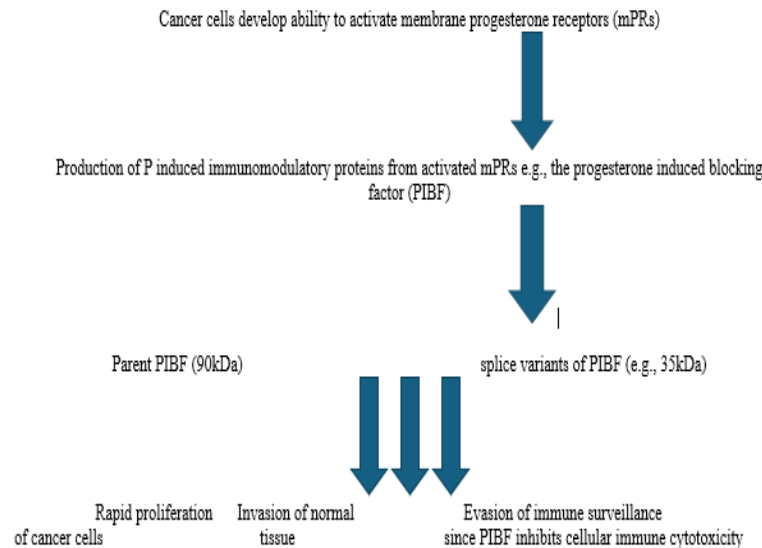 Cancer cells develop ability to activate membrane progesterone receptors (mPRs)
Production of P induced immunomodulatory proteins from activated mPRs e.g., the progesterone induced blocking
factor (PIBF)
Parent PIBF (90kDa) splice variants of PIBF (e.g., 35kDa)
Rapid proliferation Invasion of normal Evasion of immune surveillance
of cancer cells tissue since PIBF inhibits cellular immune cytotoxicity